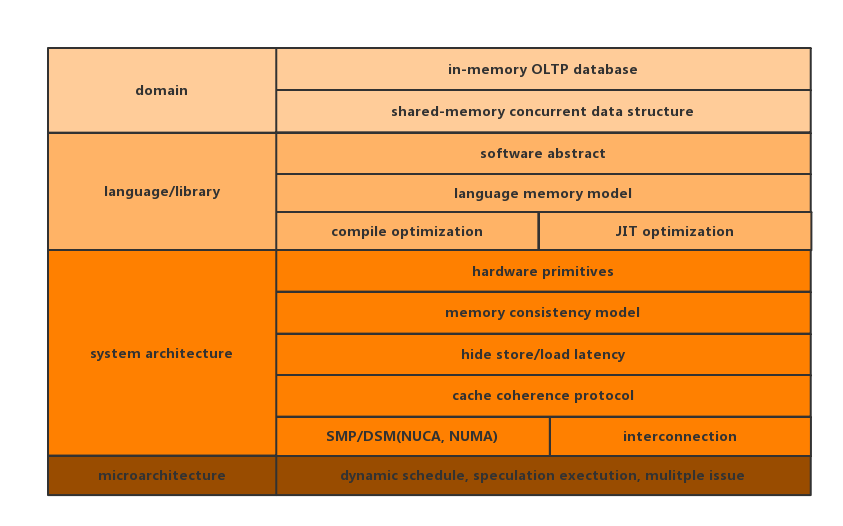 domain
in-memory OLTP database
shared-memory concurrent data structure
language/library
software abstract
language memory model
compile optimization
JIT optimization
system architecture
hardware primitives
memory consistency model
hide store/load latency
cache coherence protocol
SMP/DSM(NUCA, NUMA)
interconnection
microarchitecture
dynamic schedule, speculation exectution, mulitple issue